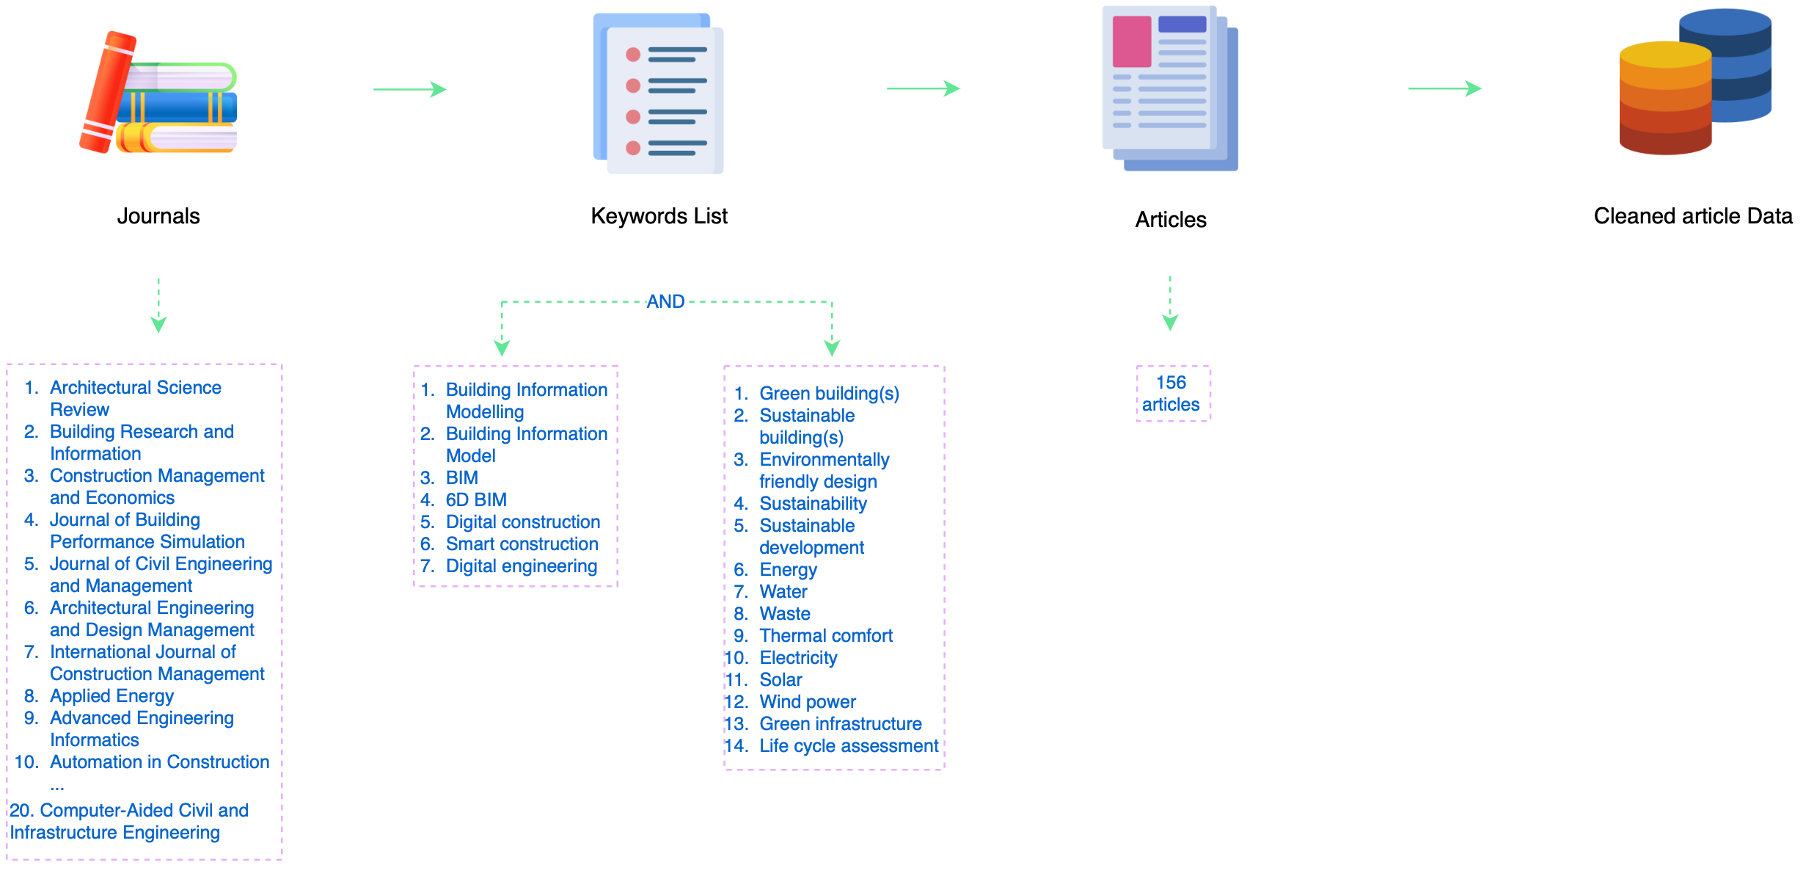 Journals
Keywords List
Articles
Cleaned article Data
AND
1. Architectural Science
Review
2. Building Research and
Information
3. Construction Management
and Economics
4. Journal of Building
Performance Simulation
5. Journal of Civil Engineering
and Management
6. Architectural Engineering
and Design Management
7. International Journal of
Construction Management
8. Applied Energy
9. Advanced Engineering
Informatics
10. Automation in Construction
...
20. Computer-Aided Civil and
Infrastructure Engineering
1. Building Information
Modelling
2. Building Information
Model
3. BIM
4. 6D BIM
5. Digital construction
6. Smart construction
7. Digital engineering
1. Green building(s)
2. Sustainable
building(s)
3. Environmentally
friendly design
4. Sustainability
5. Sustainable
development
6. Energy
7. Water
8. Waste
9. Thermal comfort
10. Electricity
11. Solar
12. Wind power
13. Green infrastructure
14. Life cycle assessment
156
articles